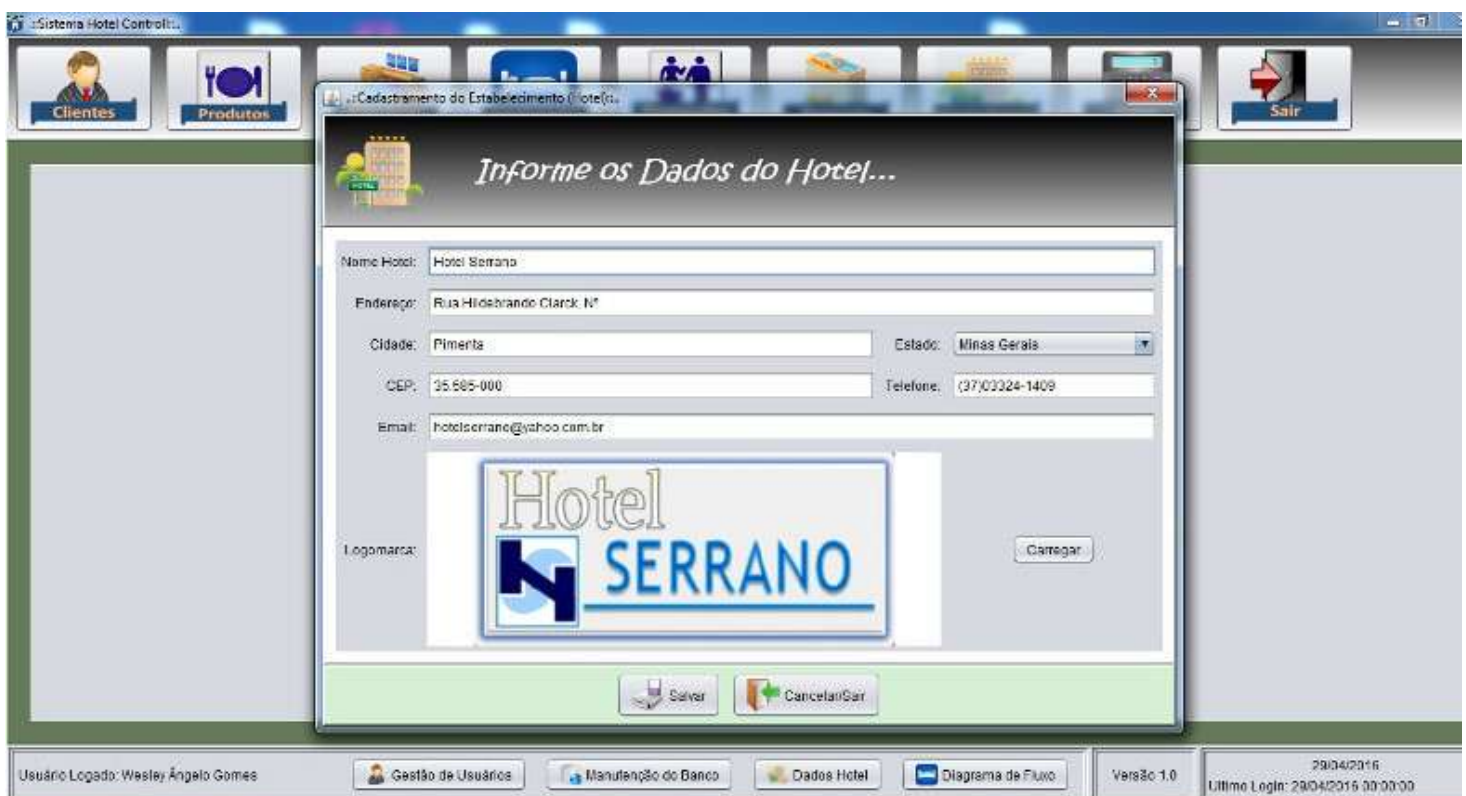 .::Sistema Hotel Control::.
Clientes
Produtos
Sair
.::Cadastramento do Estabelecimento (Hotel)::.
Informe os Dados do Hotel...
Nome Hotel: Hotel Serrano
Endereço: Rua Hildebrando Clarck, N°
Cidade: Pimenta Estado: Minas Gerais
CEP: 35.585-000 Telefone: (37)03324-1409
Email: hotelserrano@yahoo.com.br
Logomarca:
Hotel
SERRANO
Carregar
Salvar Cancelar/Sair
Usuário Logado: Wesley Ângelo Gomes Gestão de Usuários Manutenção do Banco Dados Hotel Diagrama de Fluxo Versão 1.0
29/04/2016
Ultimo Login: 29/04/2016 00:00:00